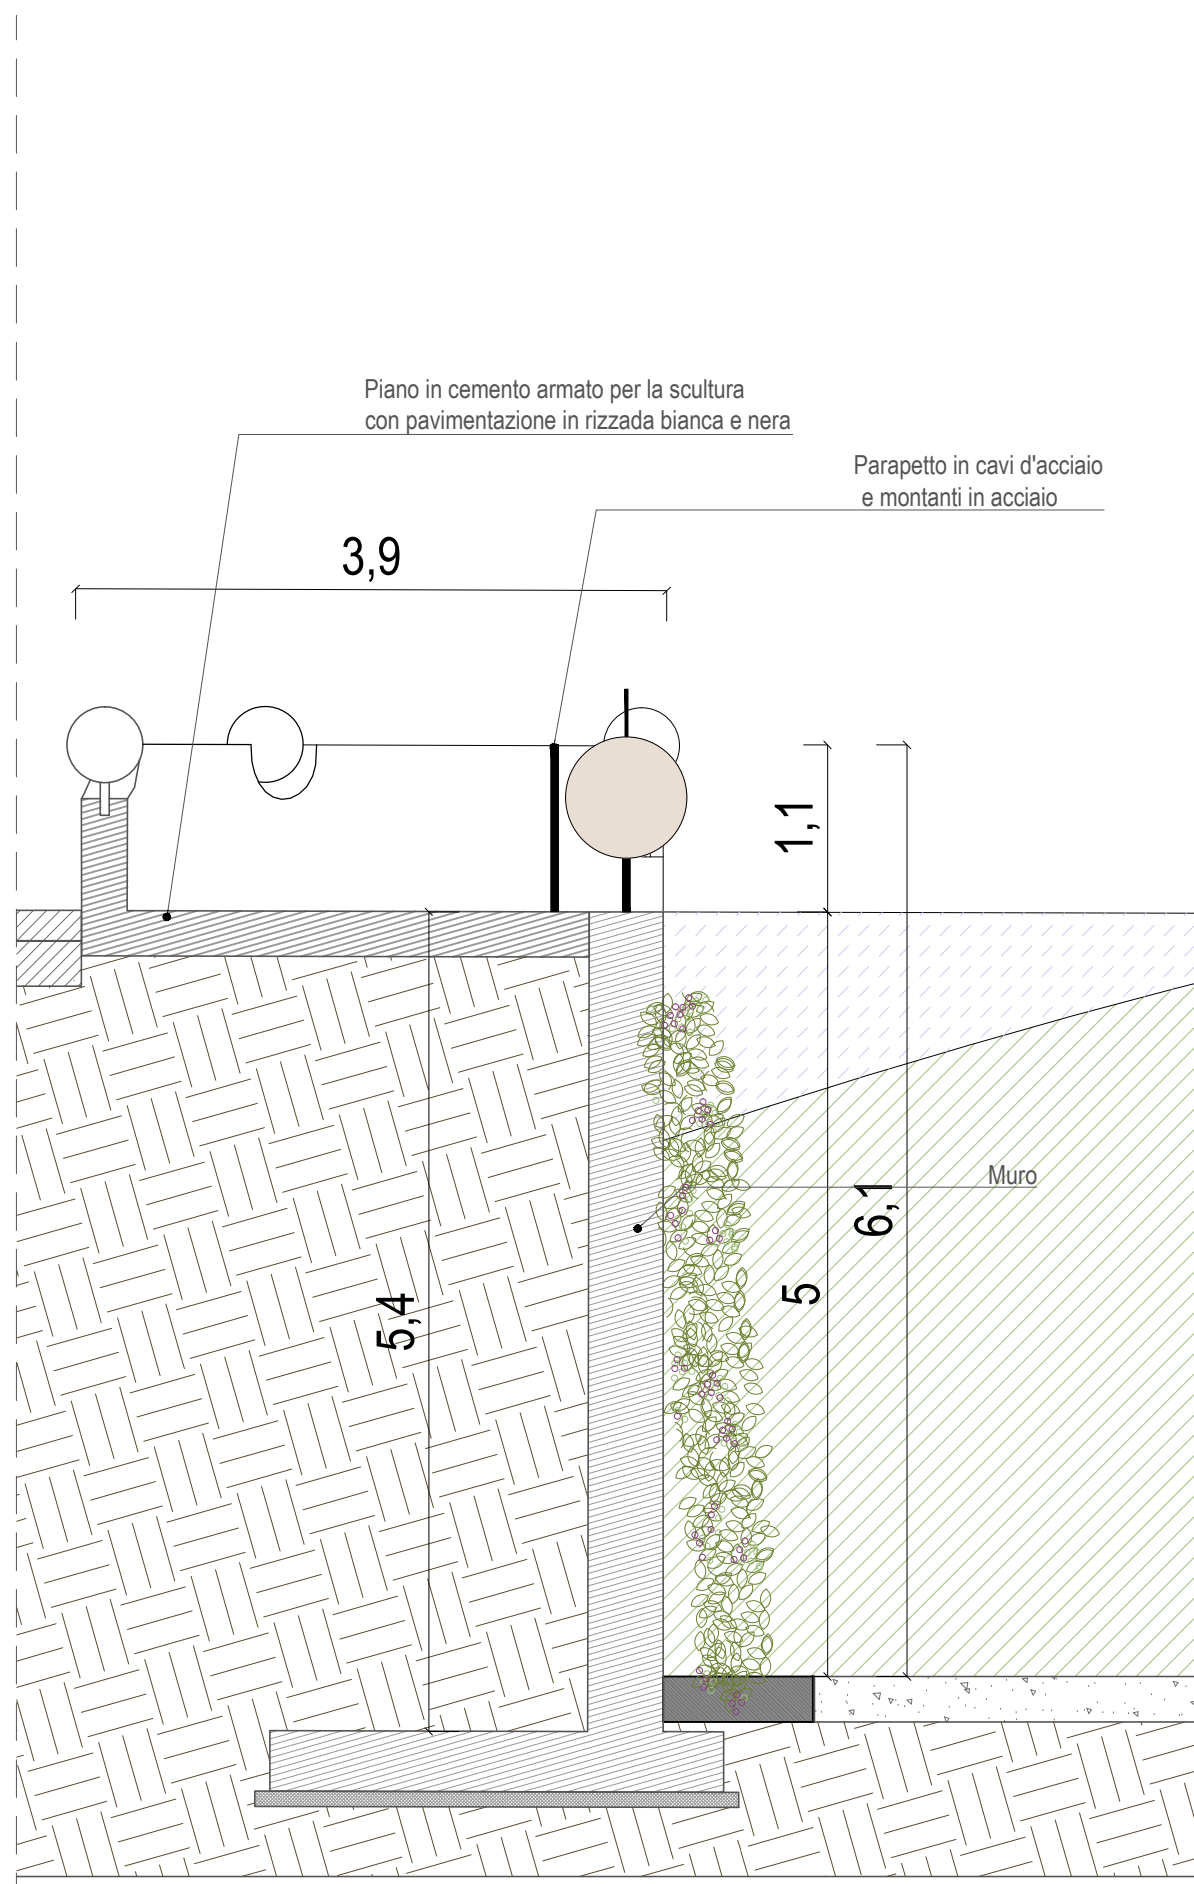 Piano in cemento armato per la scultura
con pavimentazione in rizzada bianca e nera
Parapetto in cavi d'acciaio
e montanti in acciaio
3,9
1,1
Muro
6,1
5
5,4